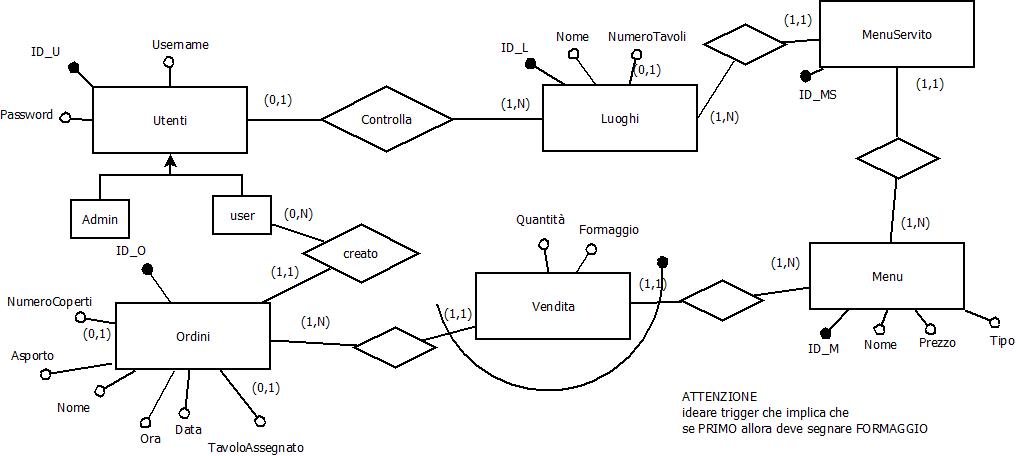 (1,1)
MenuServito
Nome
NumeroTavoli
ID_U
Username
ID_L
(0,1)
(0,1)
ID_MS
(1,1)
Password
Utenti
Controlla
(1,N)
Luoghi
(1,N)
Admin
user
(0,N)
Quantità
Formaggio
(1,N)
ID_O
creato
(1,1)
(1,N)
Menu
NumeroCoperti
(1,1)
Vendita
(1,1)
(0,1)
Ordini
(1,N)
ID_M
Nome
Prezzo
Tipo
Asporto
(0,1)
Nome
Ora
Data
TavoloAssegnato
ATTENZIONE
ideare trigger che implica che
se PRIMO allora deve segnare FORMAGGIO